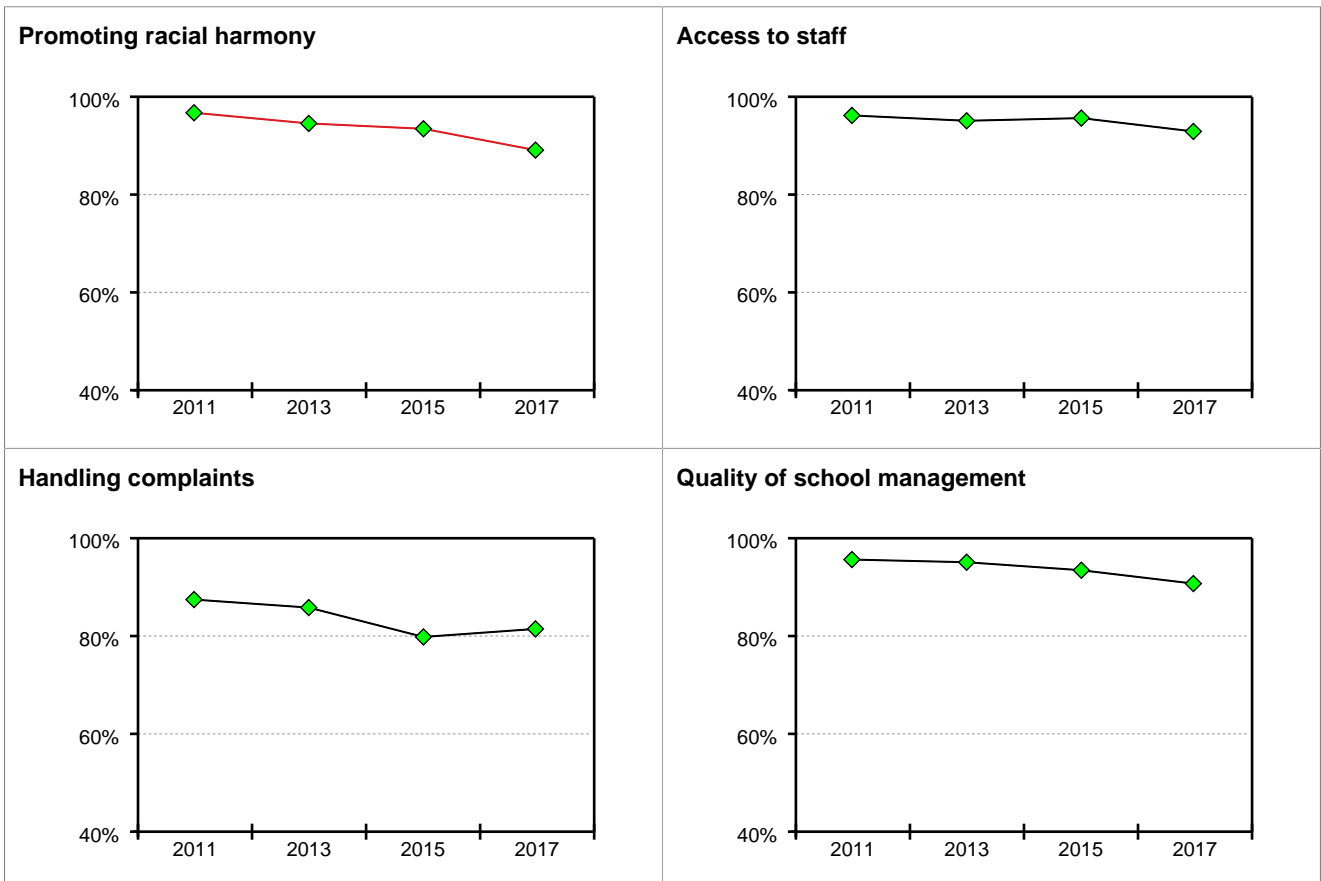 Promoting racial harmony
100%
80%
60%
40%
2011 2013 2015 2017
Access to staff
100%
80%
60%
40%
2011 2013 2015 2017
Handling complaints
100%
80%
60%
40%
2011 2013 2015 2017
Quality of school management
100%
80%
60%
40%
2011 2013 2015 2017